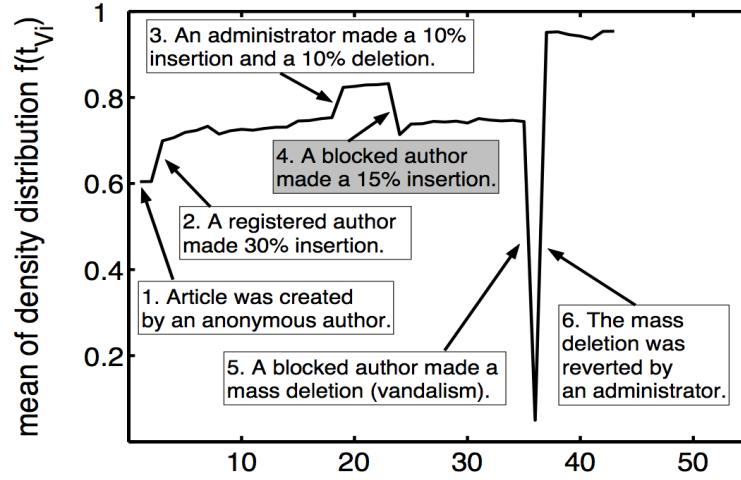 mean of density distribution f(t_Vi)
1
0.8
0.6
0.4
0.2
10
20
30
40
50
3. An administrator made a 10%
insertion and a 10% deletion.
4. A blocked author
made a 15% insertion.
2. A registered author
made 30% insertion.
1. Article was created
by an anonymous author.
5. A blocked author made a
mass deletion (vandalism).
6. The mass
deletion was
reverted by
an administrator.